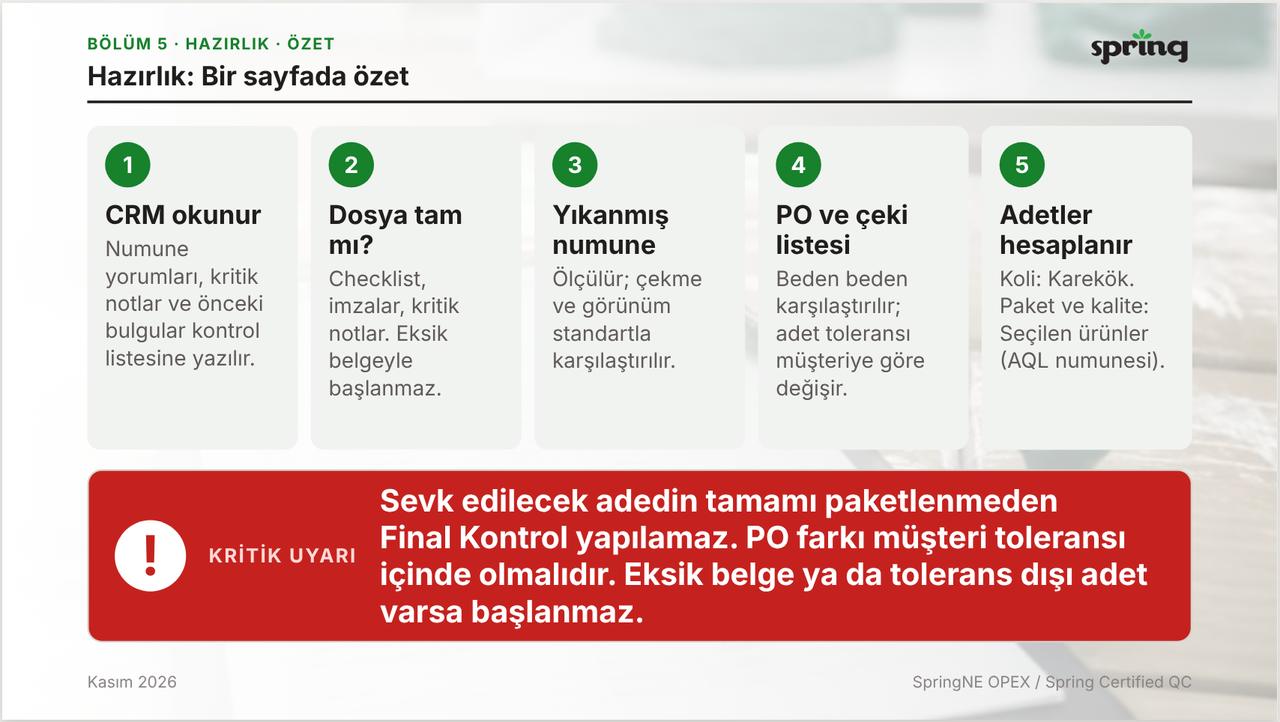 BÖLÜM 5 · HAZIRLIK · ÖZET
Hazırlık: Bir sayfada özet
spring
1
CRM okunur
Numune
yorumları, kritik
notlar ve önceki
bulgular kontrol
listesine yazılır.
2
Dosya tam
mı?
Checklist,
imzalar, kritik
notlar. Eksik
belgeyle
başlanmaz.
3
Yıkanmış
numune
Ölçülür; çekme
ve görünüm
standartla
karşılaştırılır.
4
PO ve çeki
listesi
Beden beden
karşılaştırılır;
adet toleransı
müşteriye göre
değişir.
5
Adetler
hesaplanır
Koli: Karekök.
Paket ve kalite:
Seçilen ürünler
(AQL numunesi).
!
KRİTİK UYARI
Sevk edilecek adedin tamamı paketlenmeden
Final Kontrol yapılamaz. PO farkı müşteri toleransı
içinde olmalıdır. Eksik belge ya da tolerans dışı adet
varsa başlanmaz.
Kasım 2026
SpringNE OPEX / Spring Certified QC